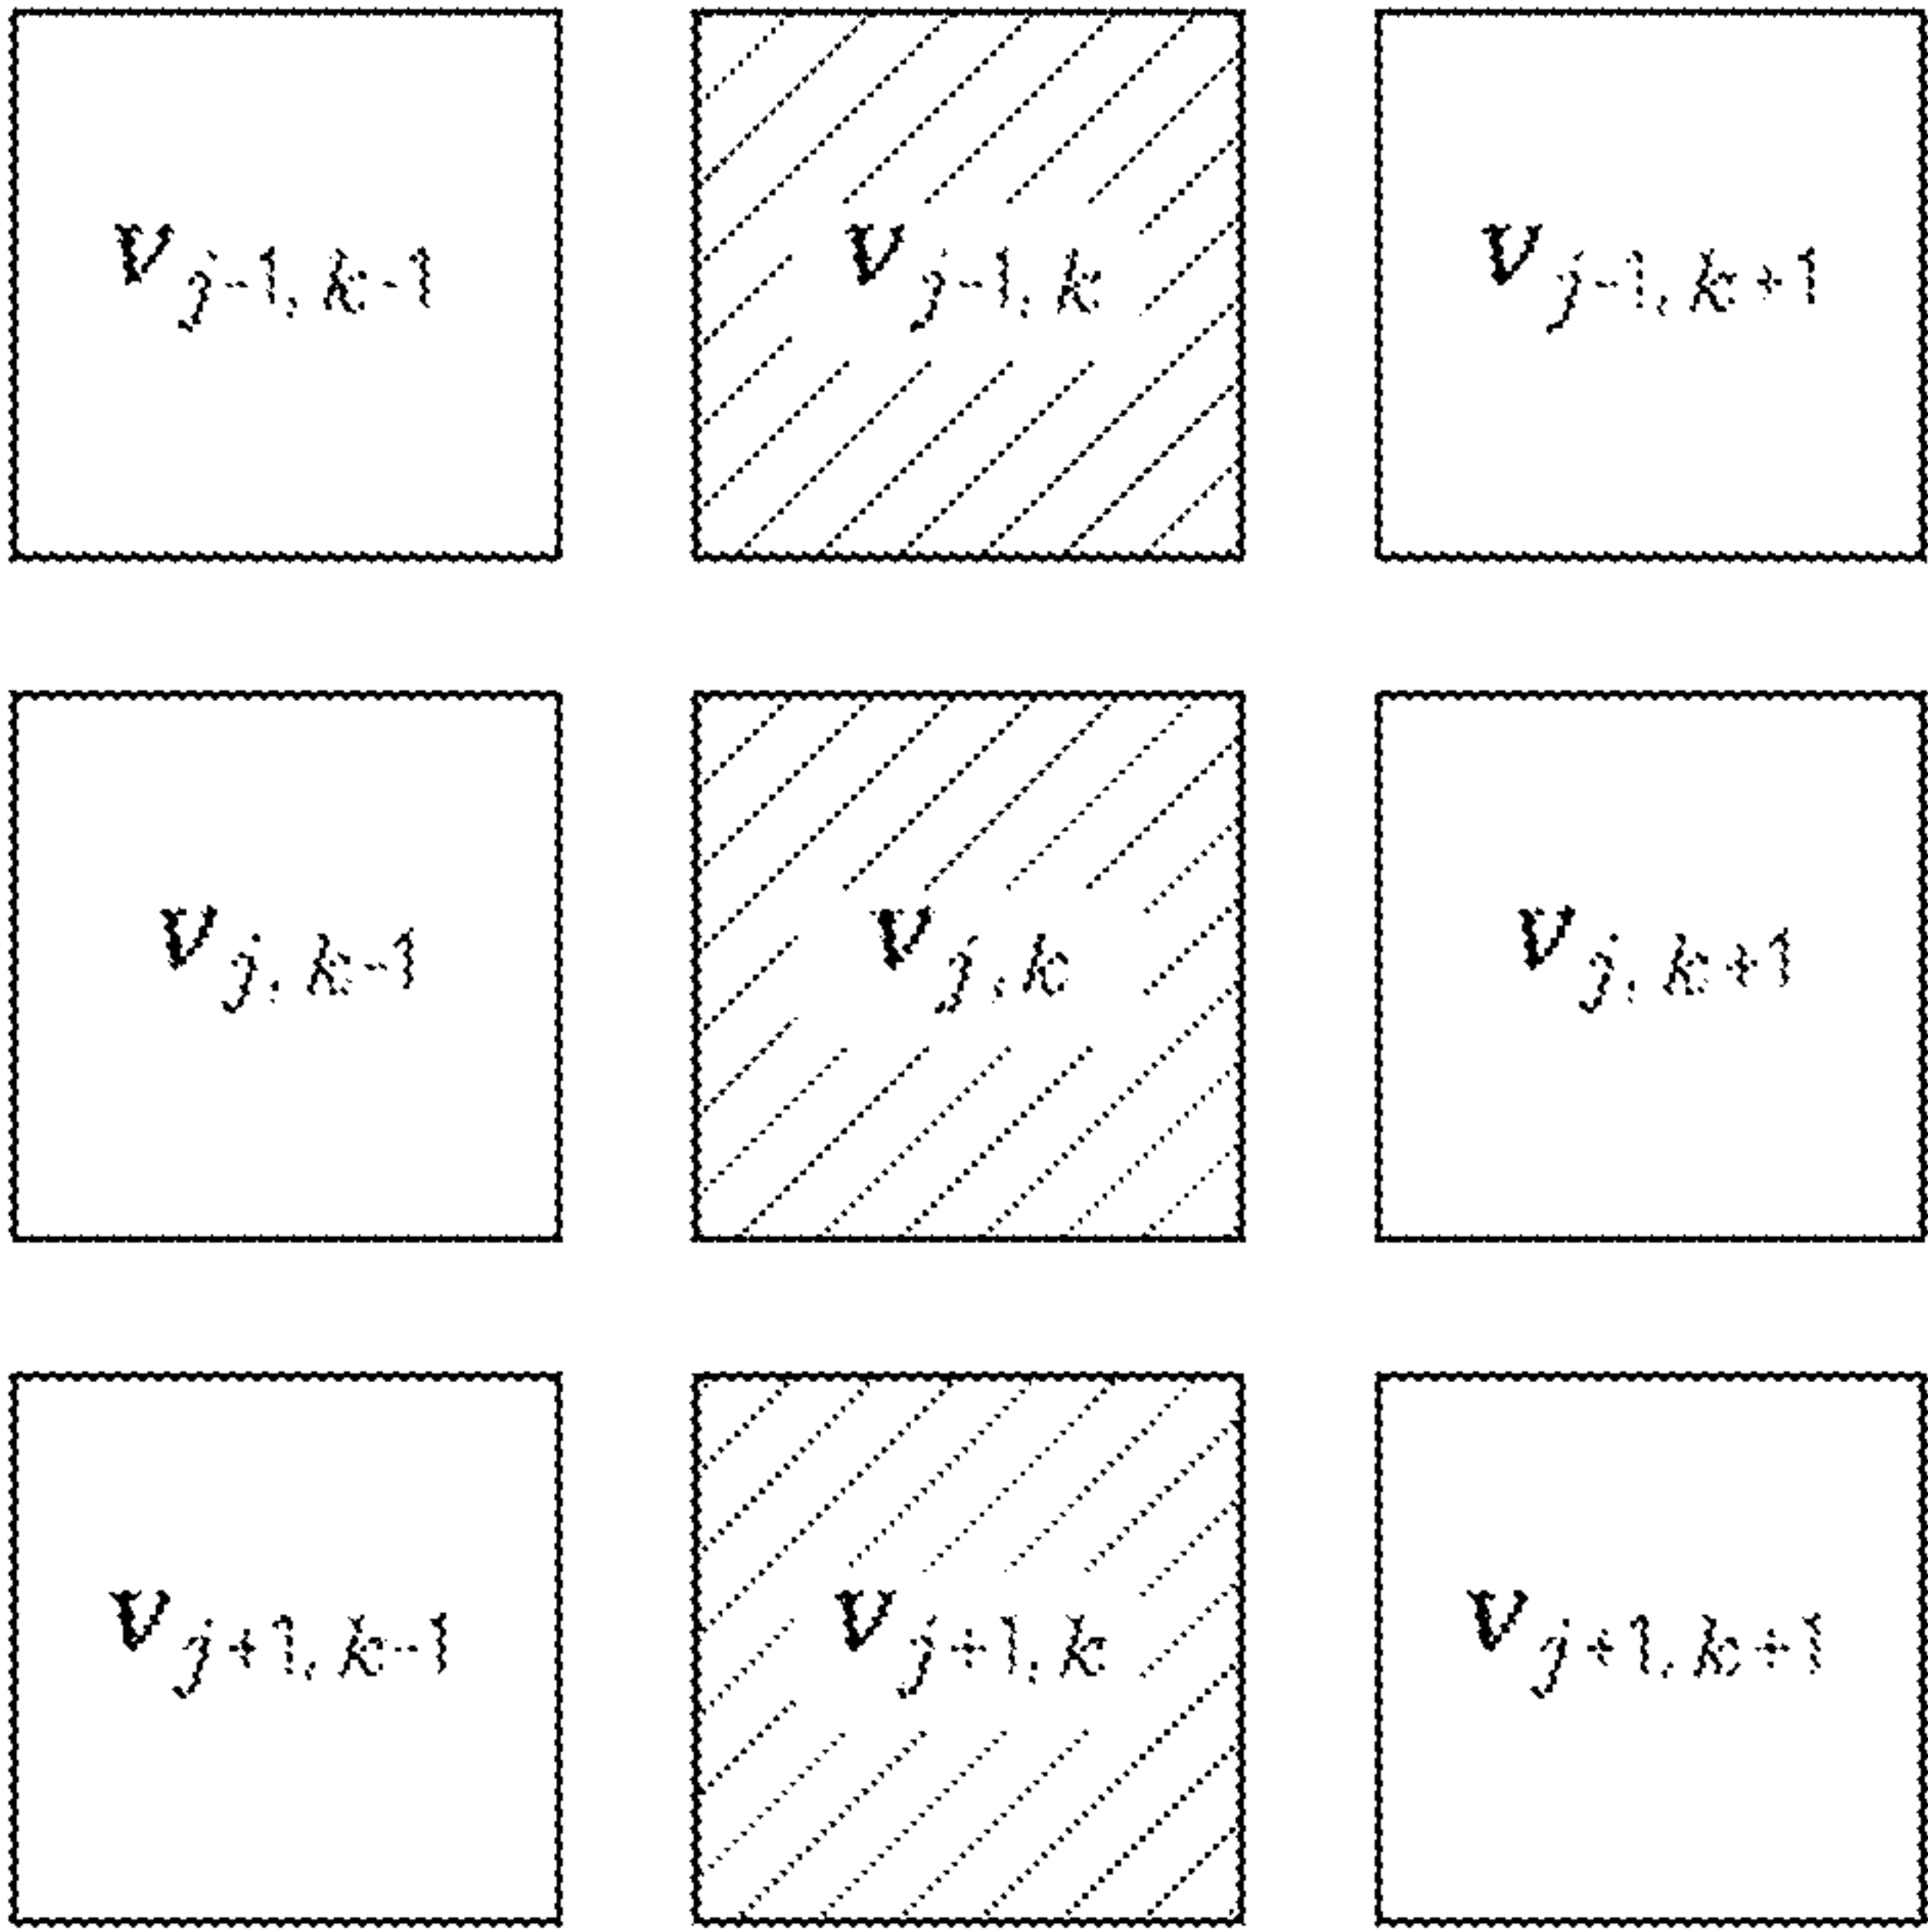 v j-1, k-1 v j-1, k v j-1, k+1
v j, k-1 v j, k v j, k+1
v j+1, k-1 v j+1, k v j+1, k+1